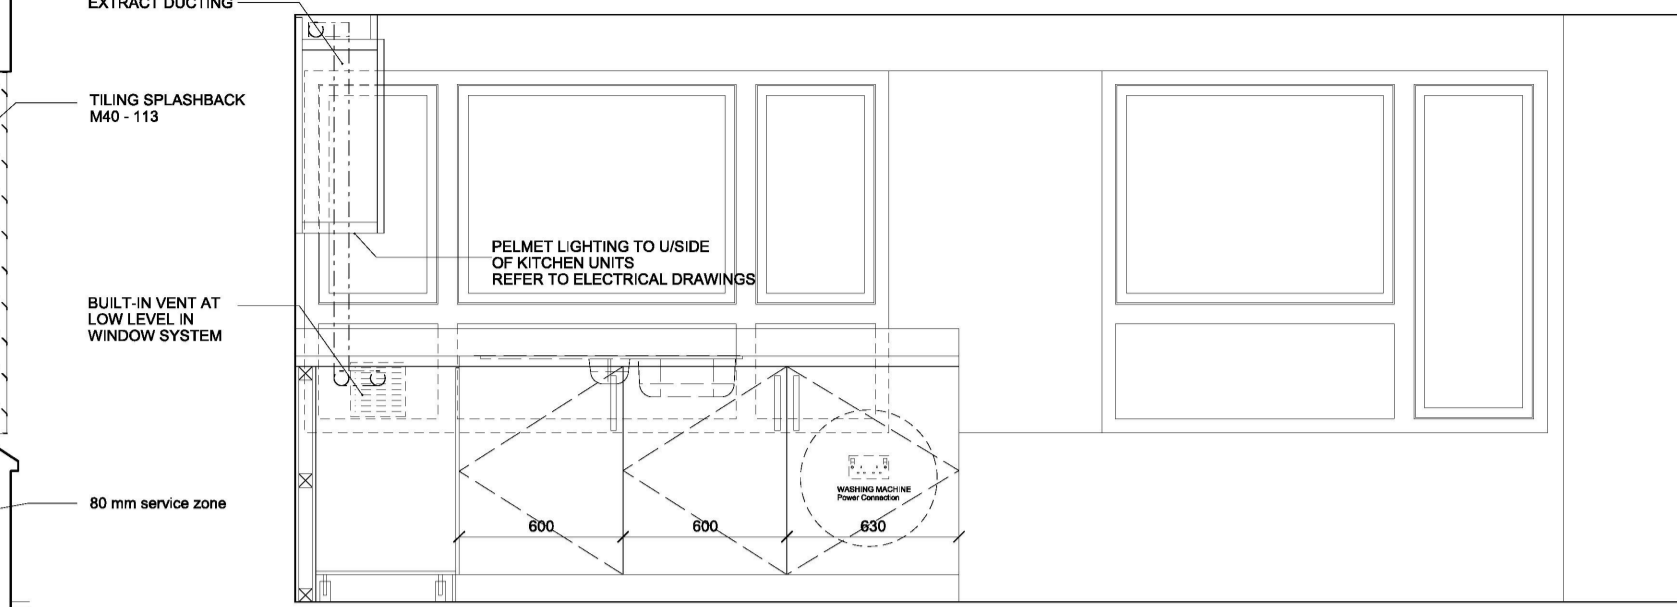 EXTRACT DUCTING
TILING SPLASHBACK
M40 - 113
PELMET LIGHTING TO U/SIDE
OF KITCHEN UNITS
REFER TO ELECTRICAL DRAWINGS
BUILT-IN VENT AT
LOW LEVEL IN
WINDOW SYSTEM
WASHING MACHINE
Power Connection
80 mm service zone
600
600
630